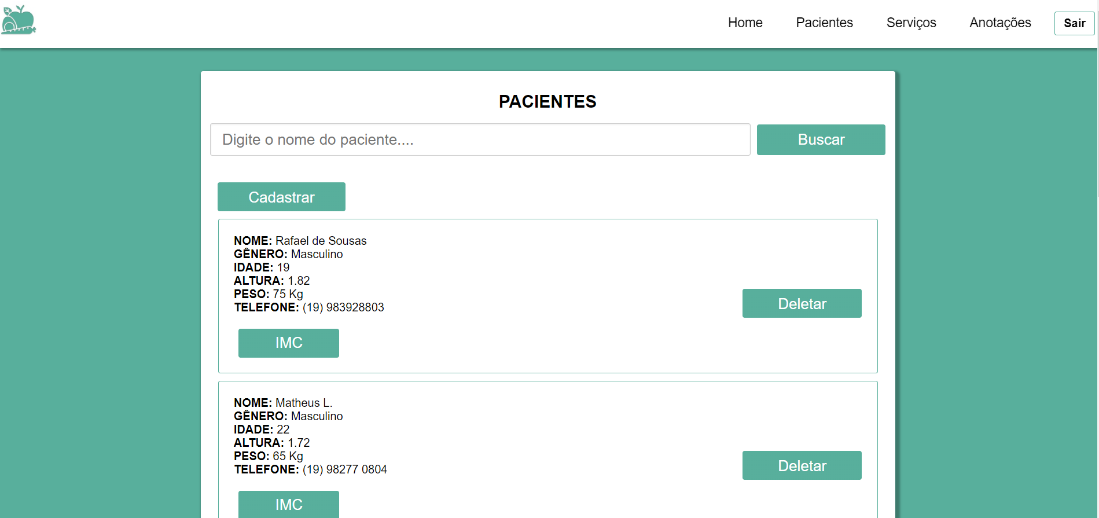 Home Pacientes Serviços Anotações Sair
PACIENTES
Digite o nome do paciente.... Buscar
Cadastrar
NOME: Rafael de Sousas
GÊNERO: Masculino
IDADE: 19
ALTURA: 1.82
PESO: 75 Kg
TELEFONE: (19) 983928803
Deletar
IMC
NOME: Matheus L.
GÊNERO: Masculino
IDADE: 22
ALTURA: 1.72
PESO: 65 Kg
TELEFONE: (19) 98277 0804
Deletar
IMC